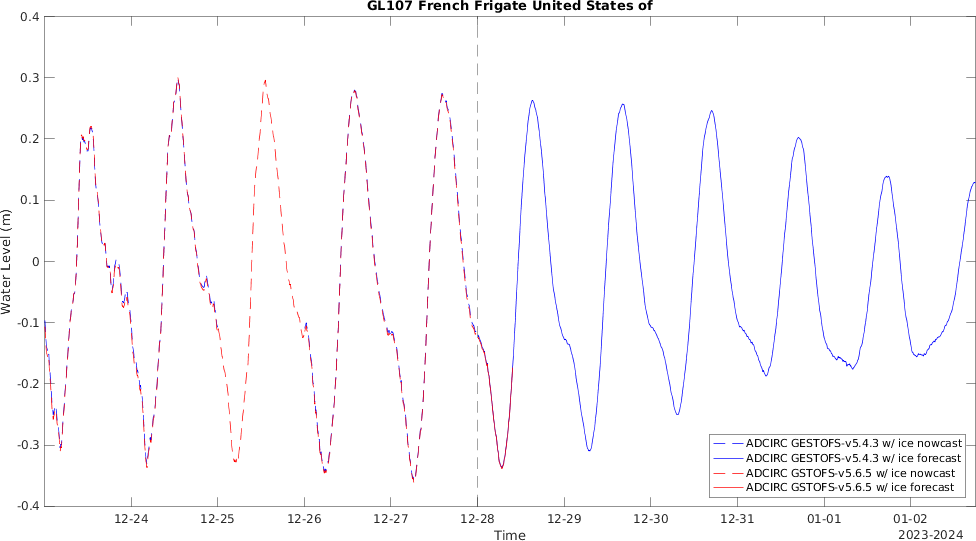 GL107 French Frigate United States of
0.4
0.3
0.2
0.1
0
-0.1
-0.2
-0.3
-0.4
Water Level (m)
12-24
12-25
12-26
12-27
12-28
12-29
12-30
12-31
01-01
01-02
Time
2023-2024
ADCIRC GESTOFS-v5.4.3 w/ ice nowcast
ADCIRC GESTOFS-v5.4.3 w/ ice forecast
ADCIRC GSTOFS-v5.6.5 w/ ice nowcast
ADCIRC GSTOFS-v5.6.5 w/ ice forecast